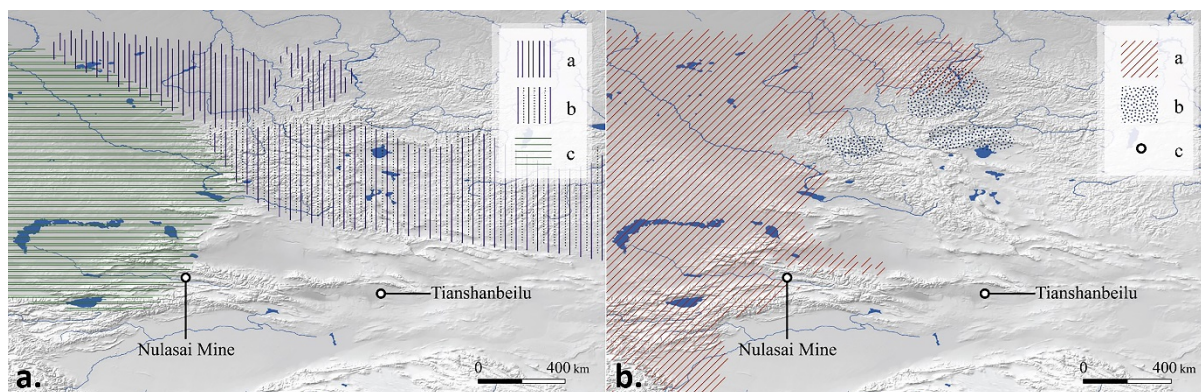 a
b
c
Tianshanbeilu
Nulasai Mine
0 400 km
a.
a
b
c
Tianshanbeilu
Nulasai Mine
0 400 km
b.